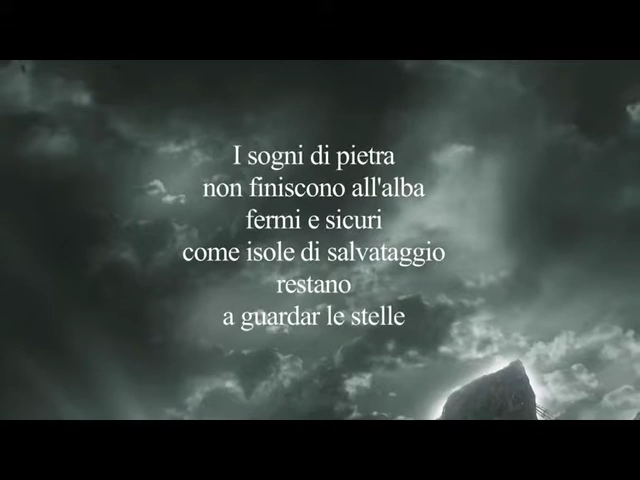 I sogni di pietra
non finiscono all'alba
fermi e sicuri
come isole di salvataggio
restano
a guardar le stelle